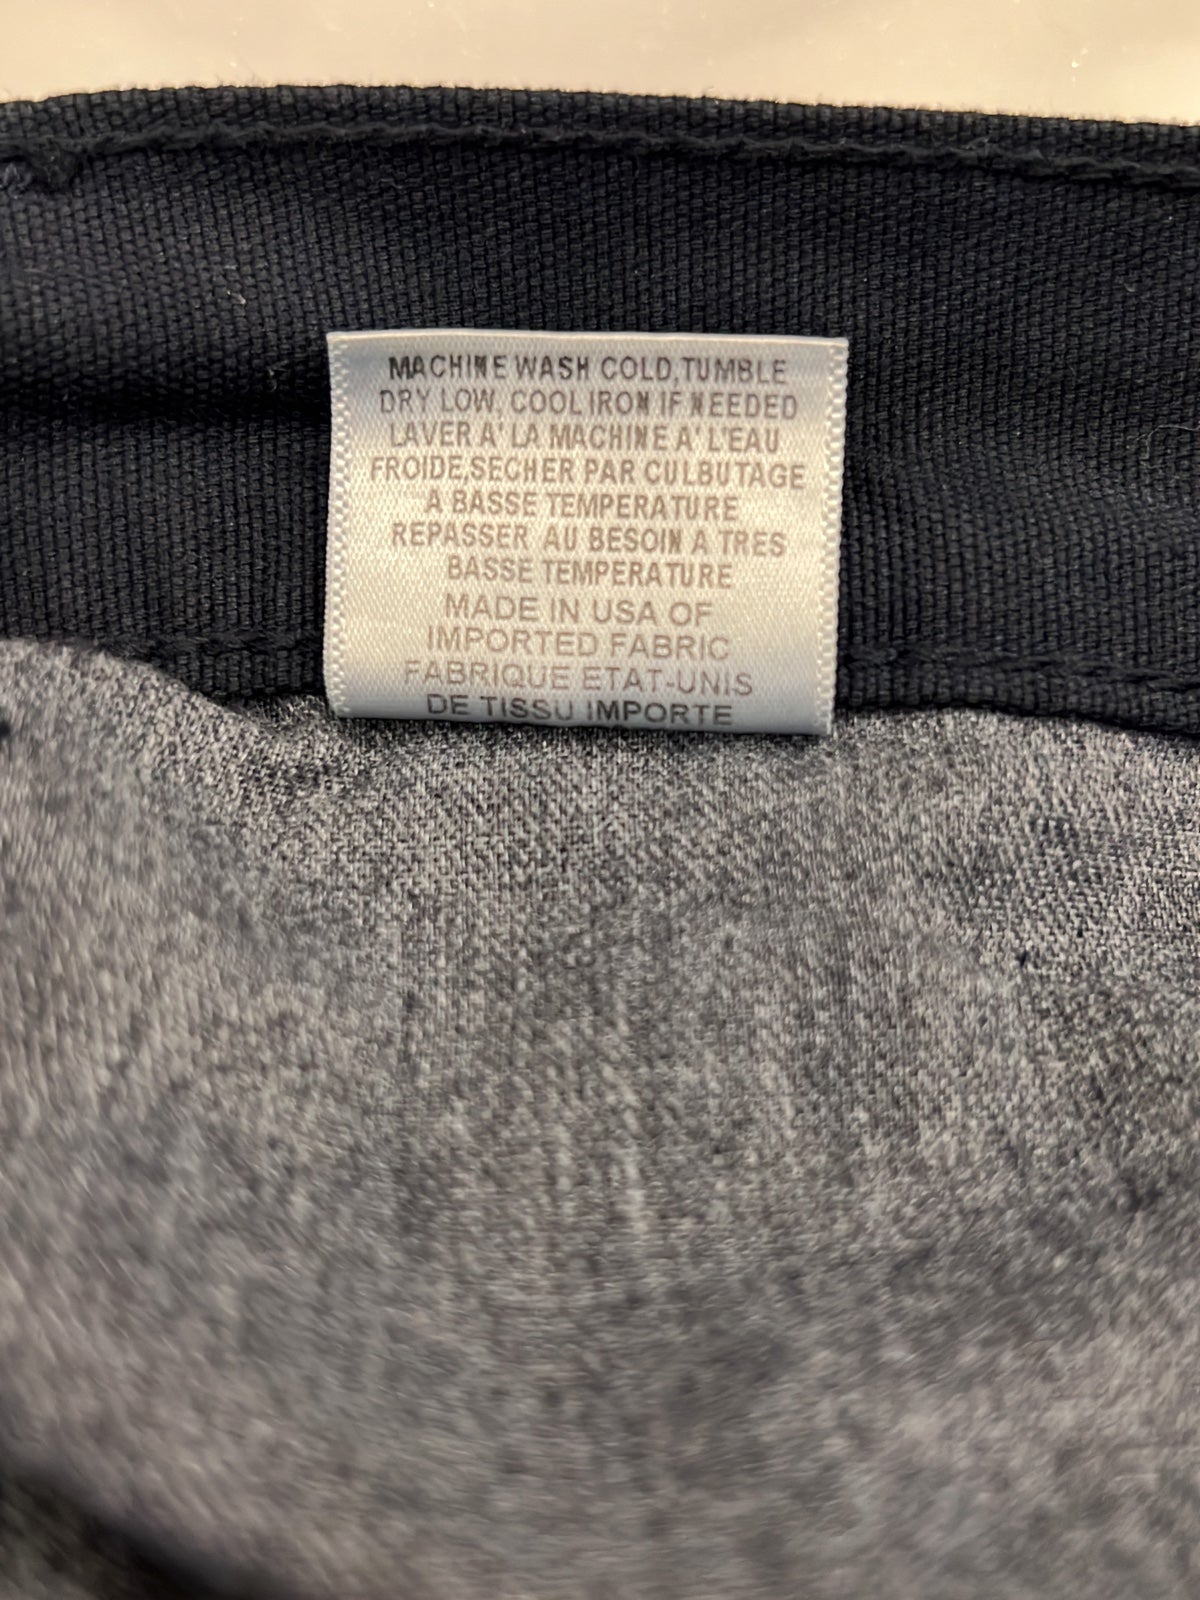 MACHINE WASH COLD,TUMBLE
DRY LOW, COOL IRON IF NEEDED
LAVER A' LA MACHINE A' L'EAU
FROIDE,SECHER PAR CULBUTAGE
A BASSE TEMPERATURE
REPASSER AU BESOIN A TRES
BASSE TEMPERATURE
MADE IN USA OF
IMPORTED FABRIC
FABRIQUE ETAT-UNIS
DE TISSU IMPORTE